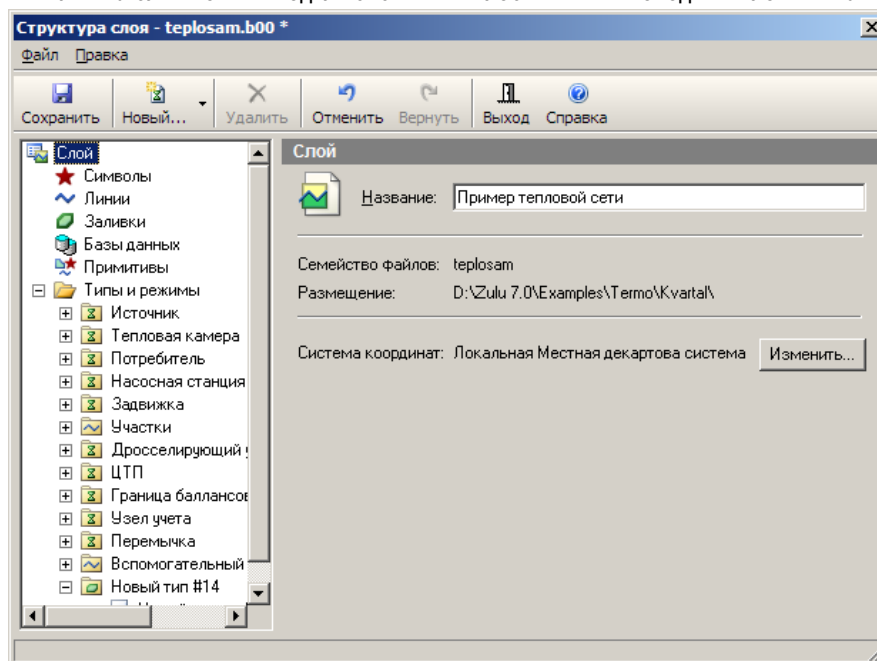 Структура слоя - teplosam.b00 *
Файл Правка
Сохранить Новый... Удалить Отменить Вернуть Выход Справка
Слой
Символы
Линии
Заливки
Базы данных
Примитивы
Типы и режимы
Источник
Тепловая камера
Потребитель
Насосная станция
Задвижка
Участки
Дросселирующий
ЦТП
Граница баллансов
Узел учета
Перемычка
Вспомогательный
Новый тип #14
Слой
Название: Пример тепловой сети
Семейство файлов: teplosam
Размещение: D:\Zulu 7.0\Examples\Termo\Kvartal\
Система координат: Локальная Местная декартова система Изменить...